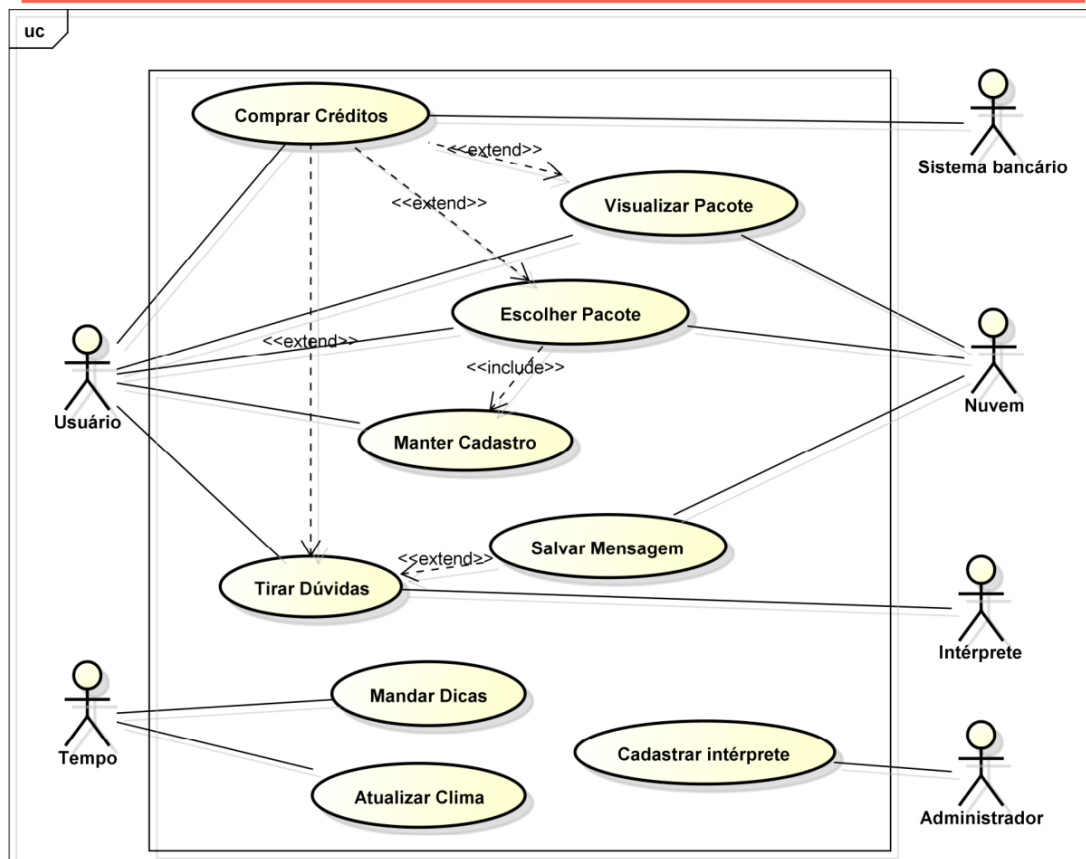 uc
Comprar Créditos
Sistema bancário
<<extend>>
Visualizar Pacote
<<extend>>
Escolher Pacote
<<extend>>
<<include>>
Usuário
Nuvem
Manter Cadastro
Salvar Mensagem
<<extend>>
Tirar Dúvidas
Intérprete
Mandar Dicas
Tempo
Cadastrar intérprete
Atualizar Clima
Administrador